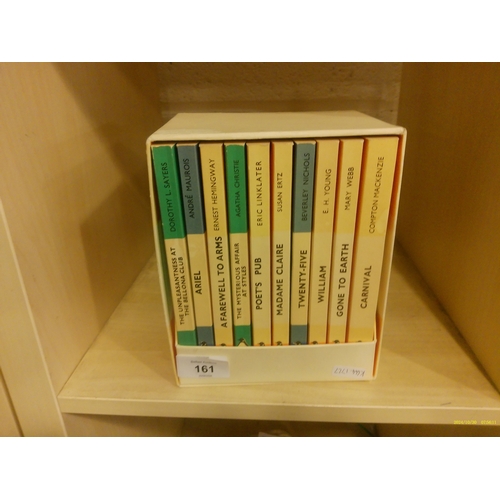 DOROTHY L. SAYERS
THE UNPLEASANTNESS AT
THE BELLONA CLUB
ANDRÉ MAUROIS
ARIEL
ERNEST HEMINGWAY
A FAREWELL TO ARMS
AGATHA CHRISTIE
THE MYSTERIOUS AFFAIR
AT STYLES
ERIC LINKLATER
POET'S PUB
SUSAN ERTZ
MADAME CLAIRE
BEVERLEY NICHOLS
TWENTY-FIVE
E. H. YOUNG
WILLIAM
MARY WEBB
GONE TO EARTH
COMPTON MACKENZIE
CARNIVAL
161